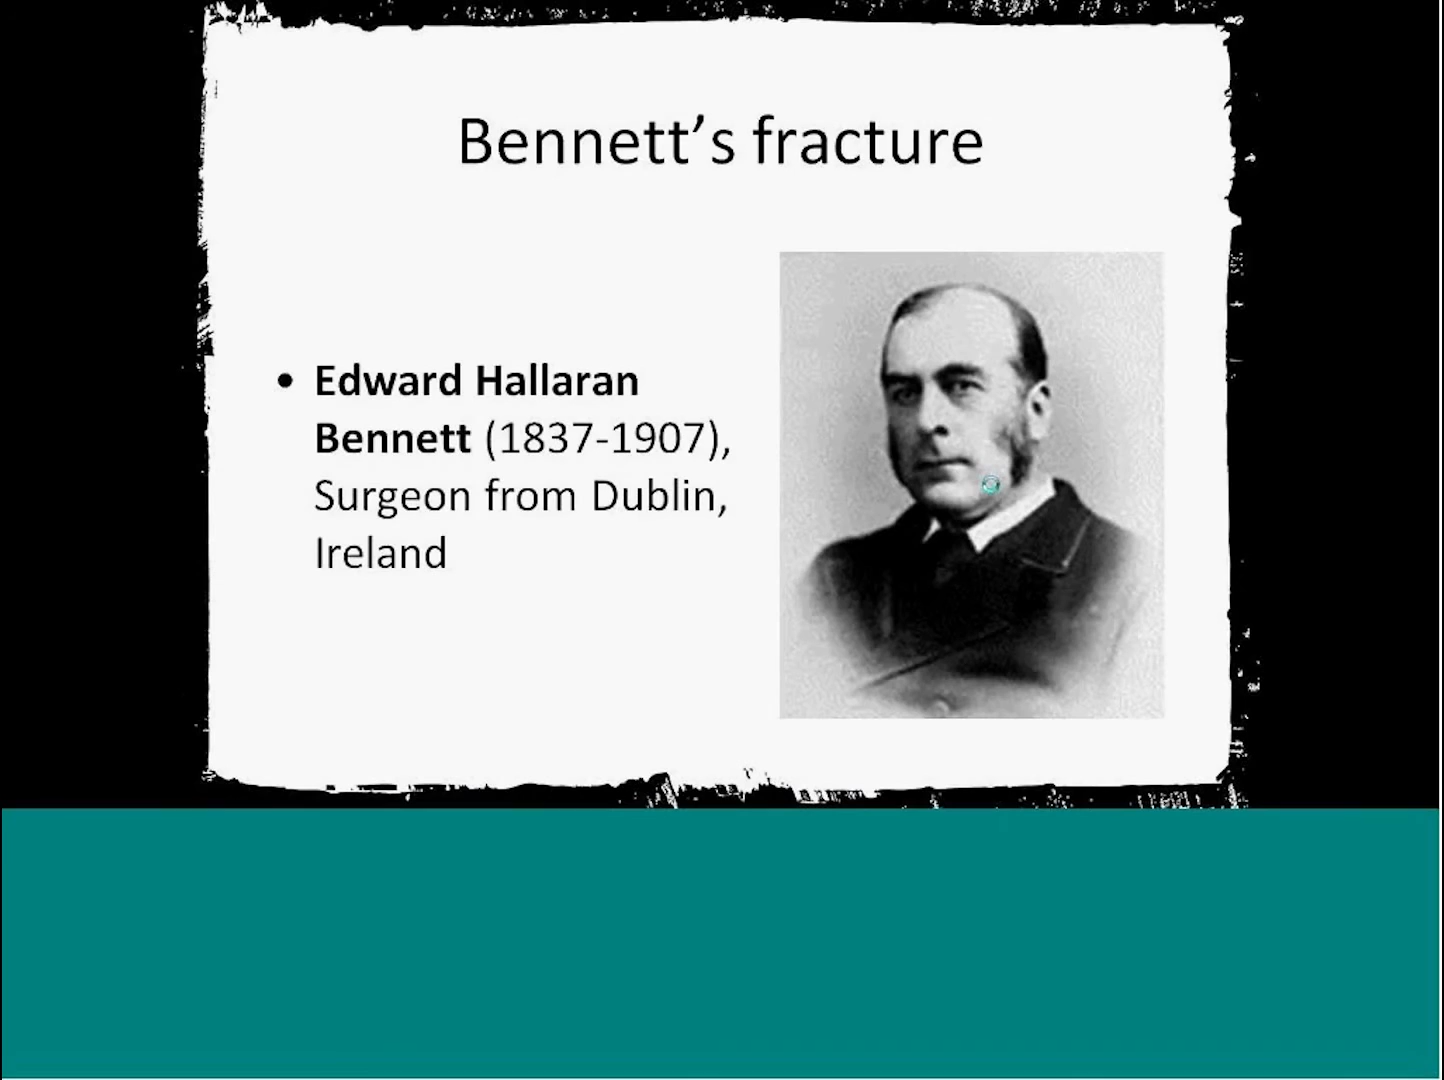 Bennett’s fracture
• Edward Hallaran
Bennett (1837-1907),
Surgeon from Dublin,
Ireland